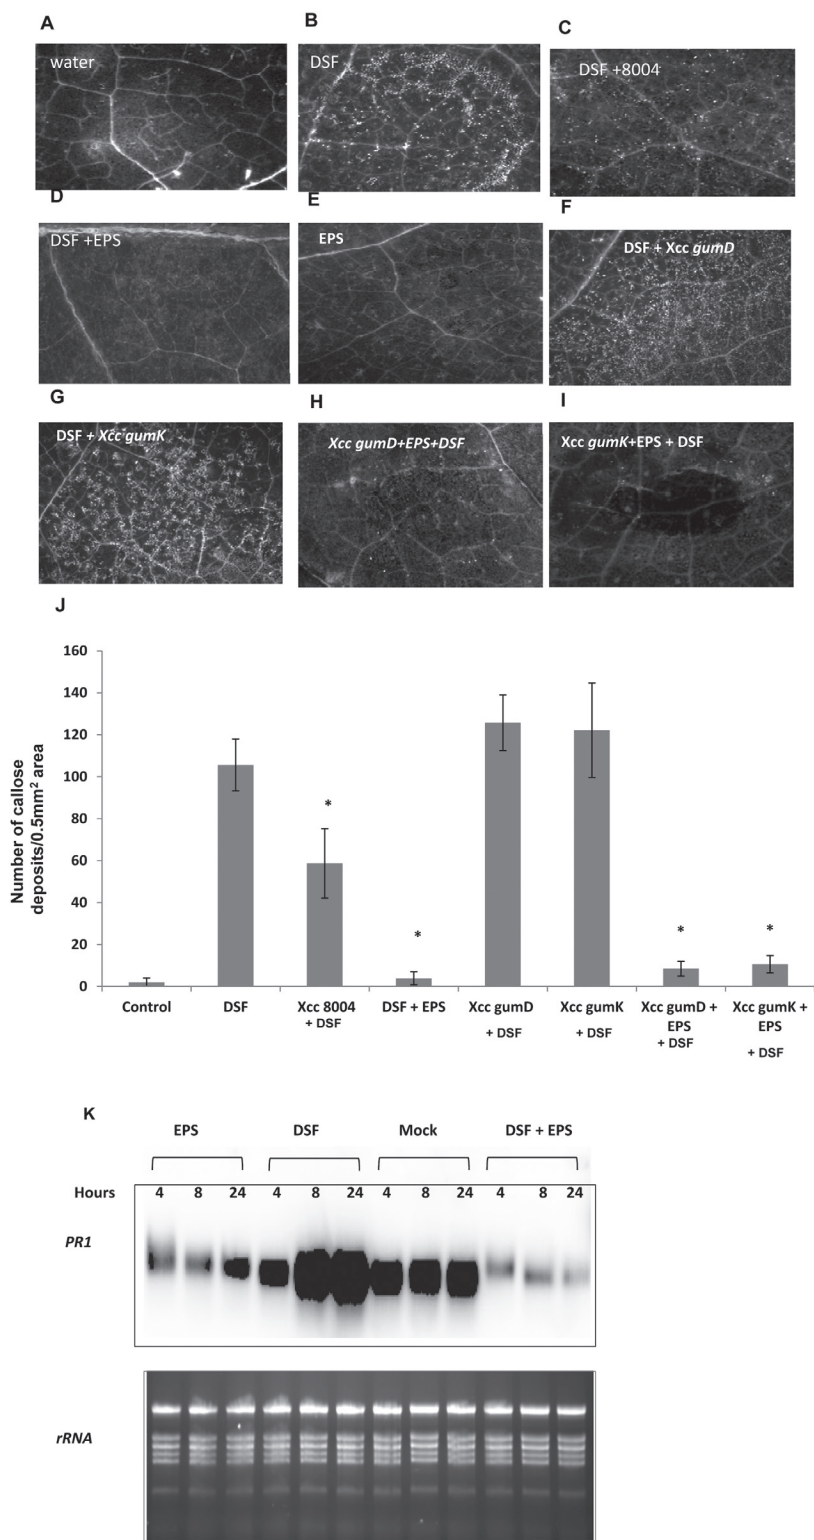 A
B
C
water
DSF
DSF +8004
D
E
F
DSF +EPS
EPS
DSF + Xcc gumD
G
H
I
DSF + Xcc gumK
Xcc gumD+EPS+DSF
Xcc gumK+EPS + DSF
J
Number of callose
deposits/0.5mm² area
160
140
120
100
80
60
40
20
0
*
*
*
*
Control
DSF
Xcc 8004
+ DSF
DSF + EPS
Xcc gumD
+ DSF
Xcc gumK
+ DSF
Xcc gumD +
EPS
+ DSF
Xcc gumK +
EPS
+ DSF
K
EPS
DSF
Mock
DSF + EPS
Hours
4 8 24 4 8 24 4 8 24 4 8 24
PR1
rRNA